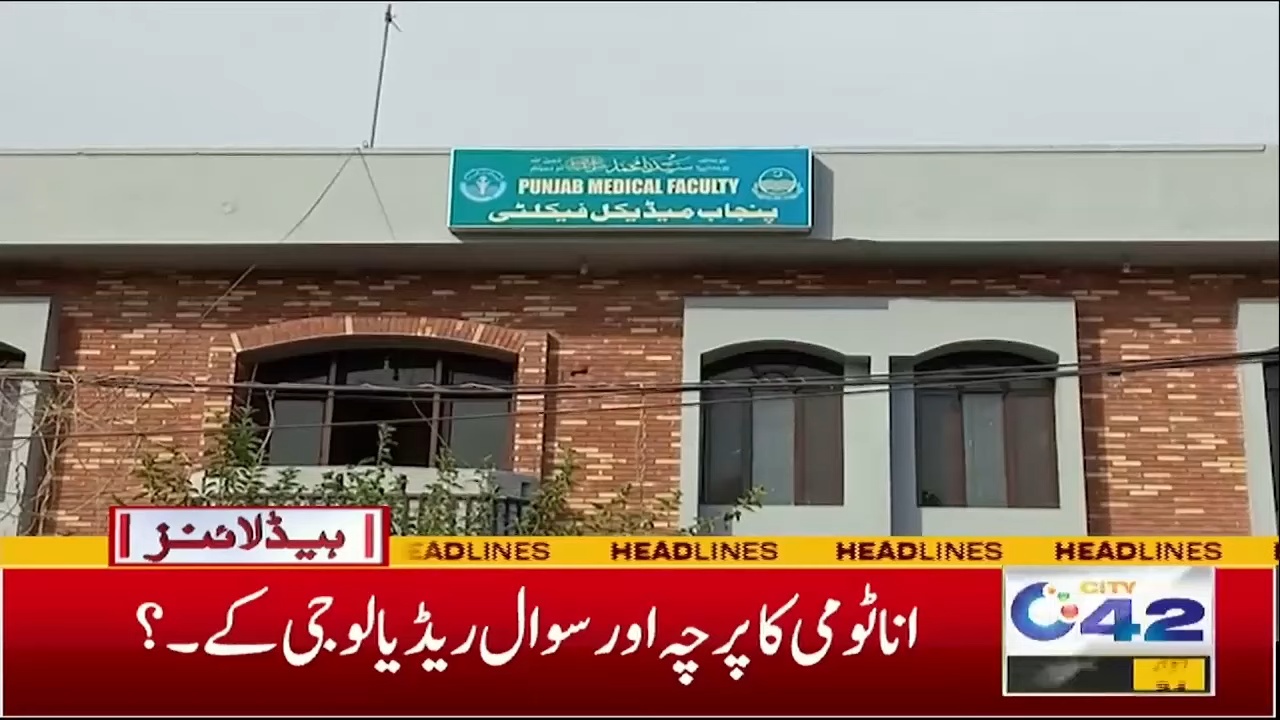 PUNJAB MEDICAL FACULTY
پنجاب میڈیکل فیکلٹی
ہیڈلائنز
EADLINES HEADLINES HEADLINES HEADLINES
اناٹومی کا پرچہ اور سوال ریڈیالوجی کے۔؟
CITY
42